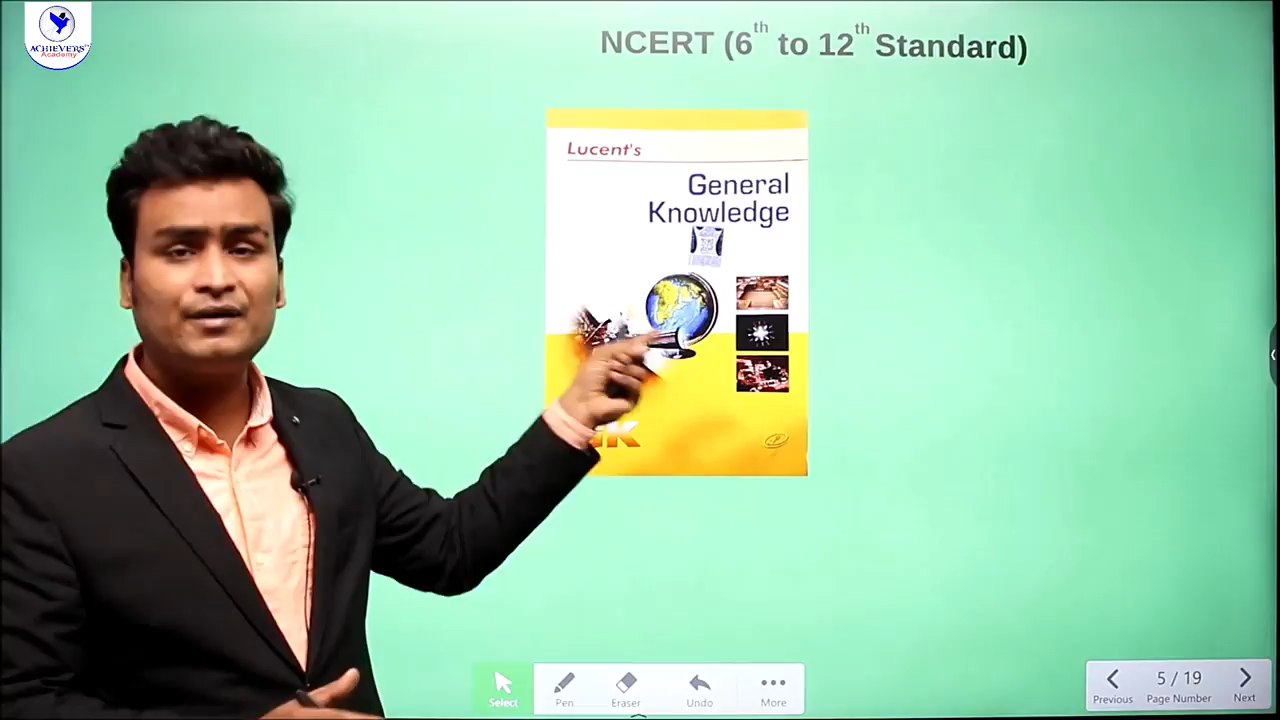 ACHIEVERS
Academy
NCERT (6th to 12th Standard)
Lucent's
General
Knowledge
Select
Pen
Eraser
Undo
More
Previous
5 / 19
Page Number
Next